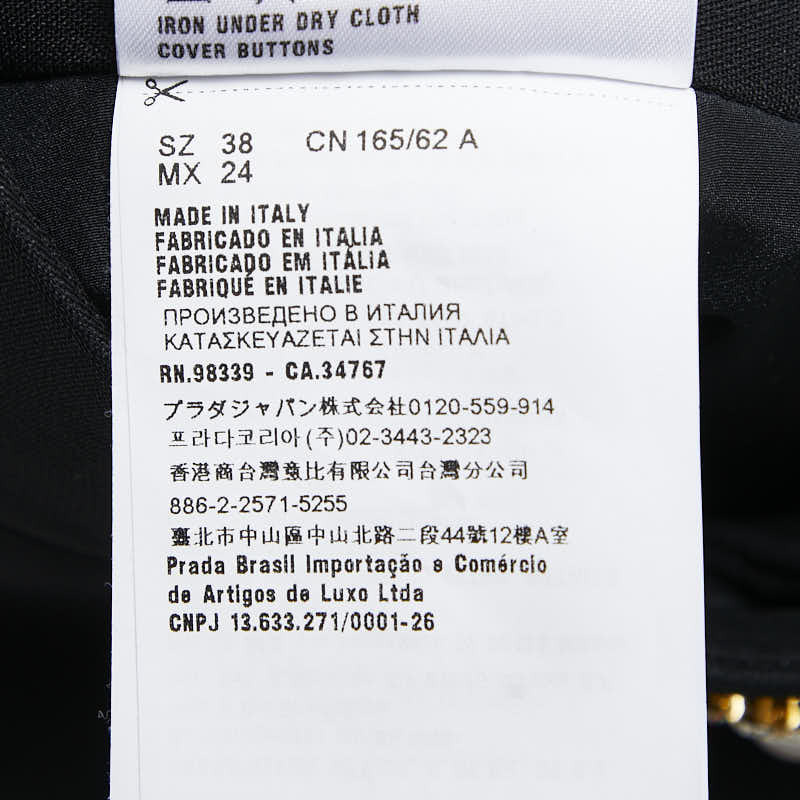 IRON UNDER DRY CLOTH
COVER BUTTONS
SZ 38 CN 165/62 A
MX 24
MADE IN ITALY
FABRICADO EN ITALIA
FABRICADO EM ITÁLIA
FABRIQUÉ EN ITALIE
ПРОИЗВЕДЕНО В ИТАЛИЯ
ΚΑΤΑΣΚΕΥΑΖΕΤΑΙ ΣΤΗΝ ΙΤΑΛΙΑ
RN.98339 - CA.34767
プラダジャパン株式会社0120-559-914
프라다코리아(주)02-3443-2323
香港商台灣意比有限公司台灣分公司
886-2-2571-5255
臺北市中山區中山北路二段44號12樓A室
Prada Brasil Importação e Comércio
de Artigos de Luxo Ltda
CNPJ 13.633.271/0001-26